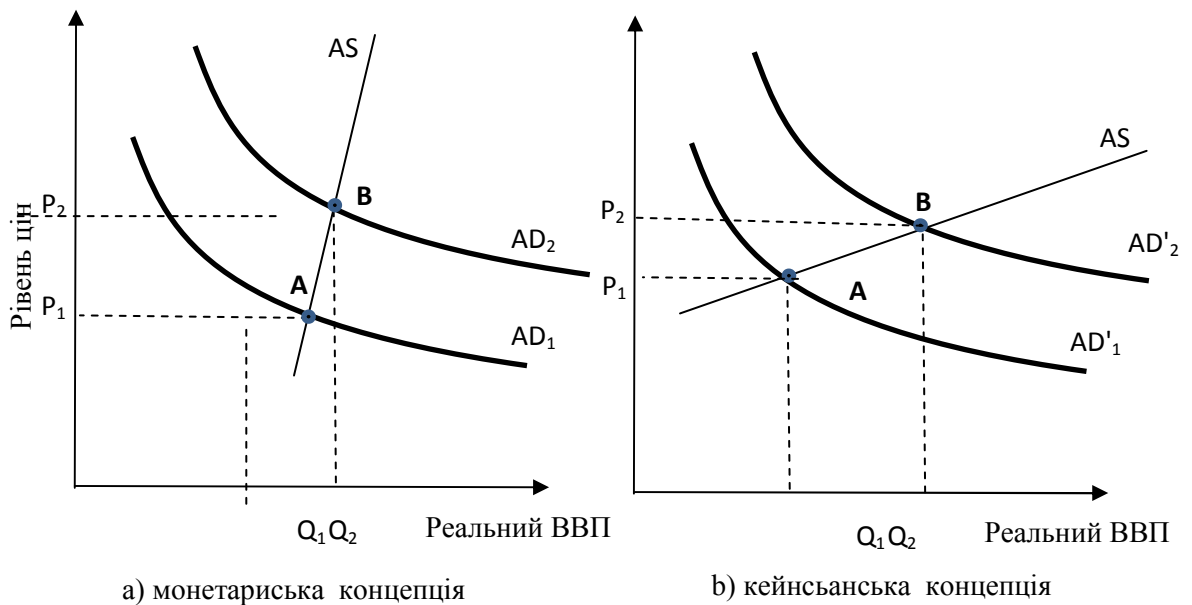 Рівень цін
AS
P₂
B
AD₂
A
P₁
AD₁
Q₁Q₂
Реальний ВВП
а) монетариська концепція
AS
B
P₂
AD'₂
P₁
A
AD'₁
Q₁Q₂
Реальний ВВП
b) кейнсьанська концепція